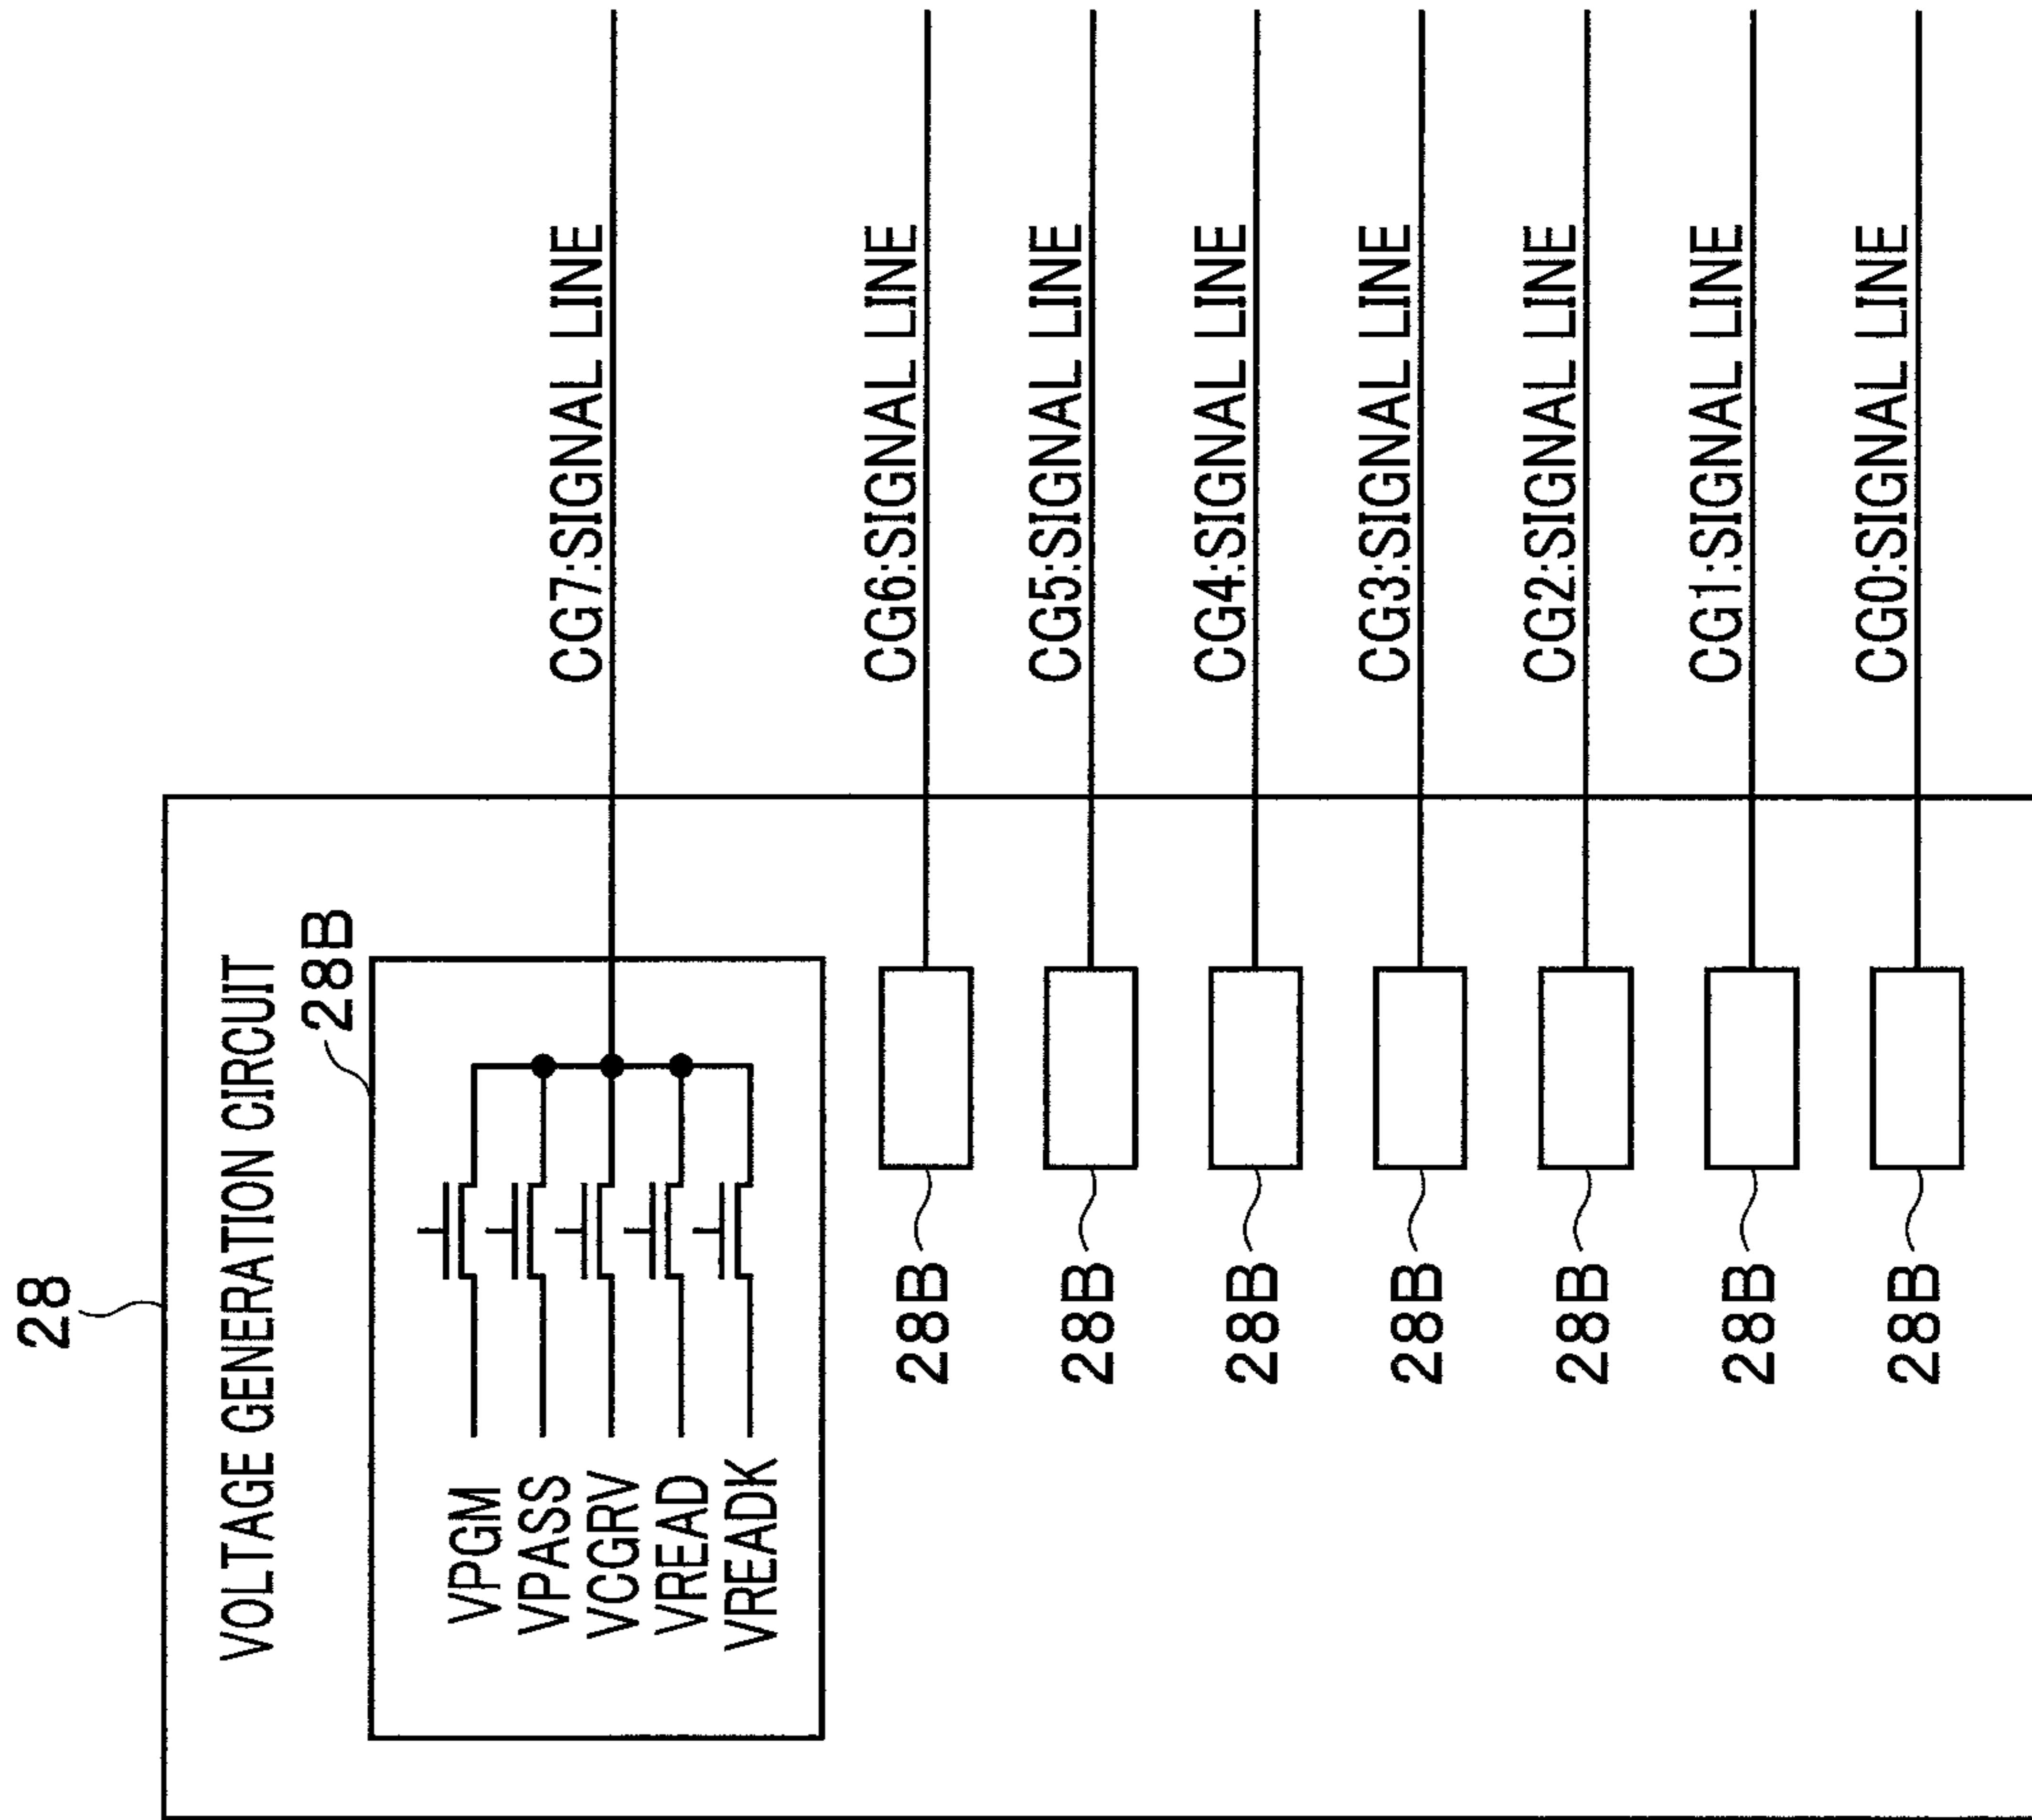 28
VOLTAGE GENERATION CIRCUIT
28B
VPGM
VPASS
VCGRV
VREAD
VREADK
CG7:SIGNAL LINE
28B
CG6:SIGNAL LINE
28B
CG5:SIGNAL LINE
28B
CG4:SIGNAL LINE
28B
CG3:SIGNAL LINE
28B
CG2:SIGNAL LINE
28B
CG1:SIGNAL LINE
28B
CG0:SIGNAL LINE